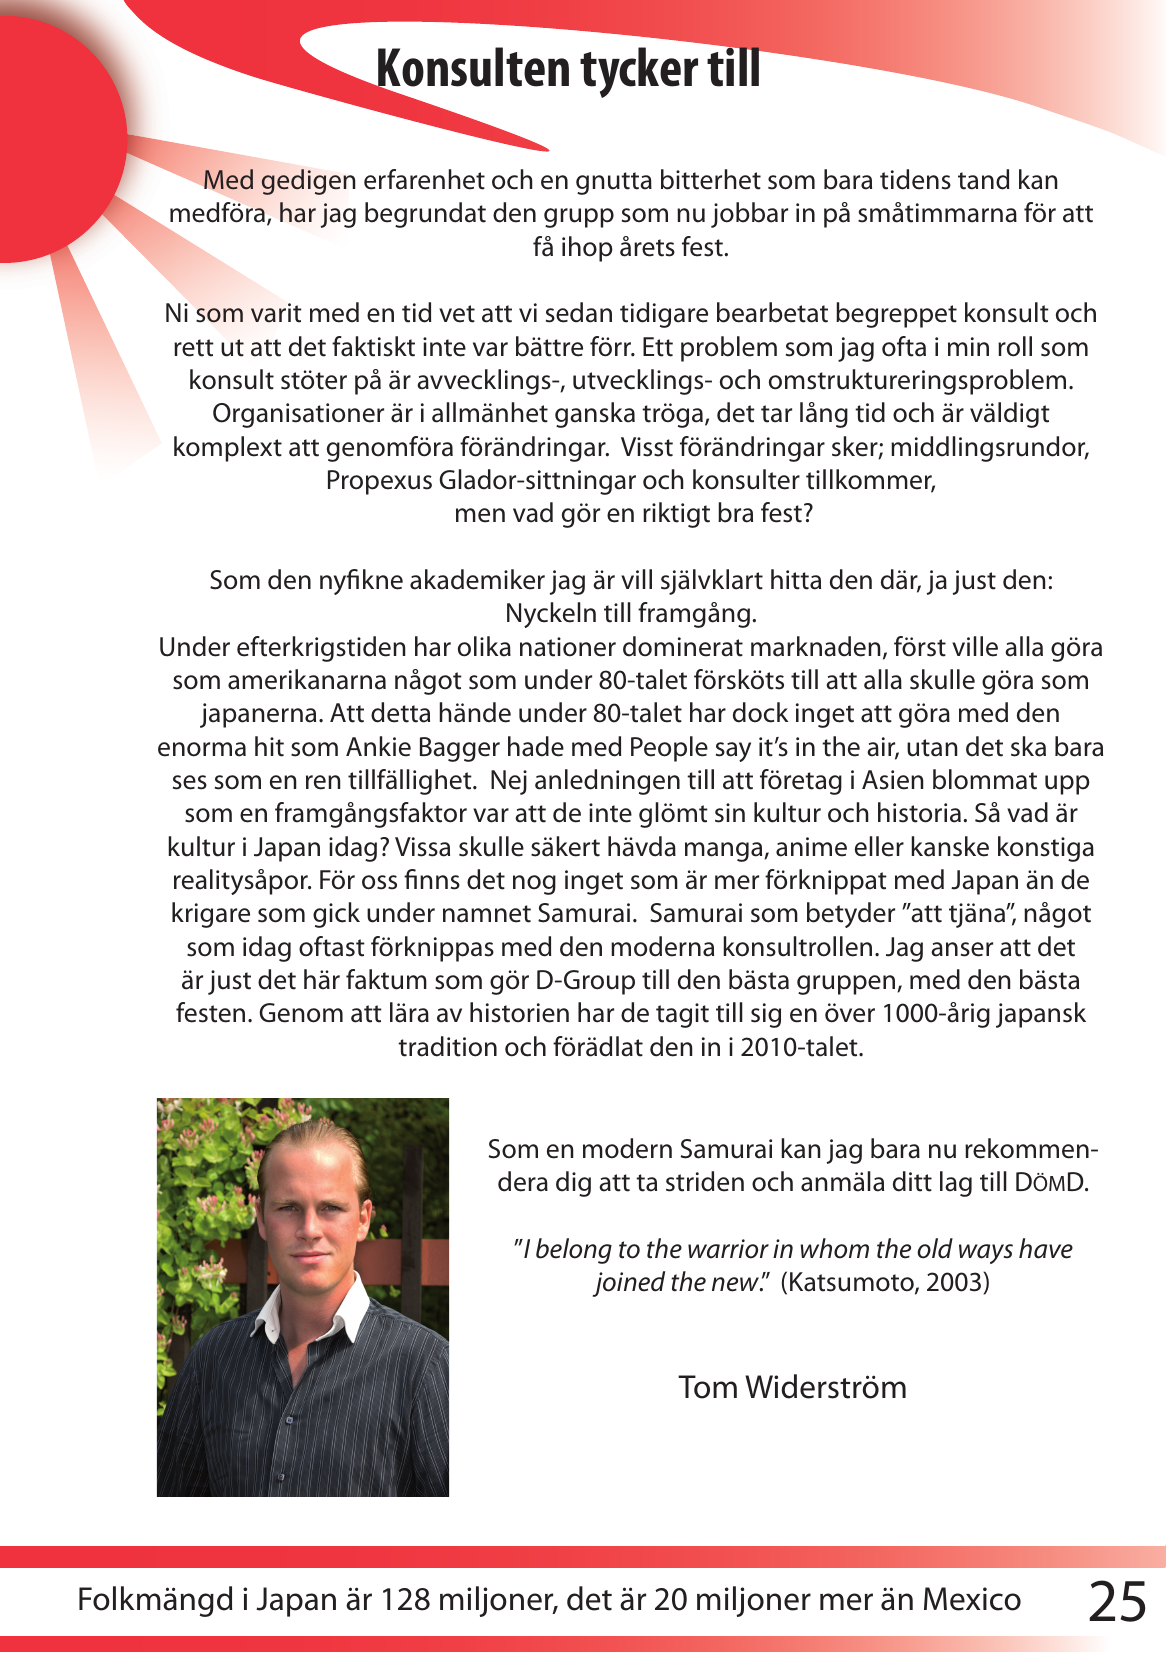 Konsulten tycker till
Med gedigen erfarenhet och en gnutta bitterhet som bara tidens tand kan
medföra, har jag begrundat den grupp som nu jobbar in på småtimmarna för att
få ihop årets fest.
Ni som varit med en tid vet att vi sedan tidigare bearbetat begreppet konsult och
rett ut att det faktiskt inte var bättre förr. Ett problem som jag ofta i min roll som
konsult stöter på är avvecklings-, utvecklings- och omstruktureringsproblem.
Organisationer är i allmänhet ganska tröga, det tar lång tid och är väldigt
komplext att genomföra förändringar.  Visst förändringar sker; middlingsrundor,
Propexus Glador-sittningar och konsulter tillkommer,
men vad gör en riktigt bra fest?
Som den nyfikne akademiker jag är vill självklart hitta den där, ja just den:
Nyckeln till framgång.
Under efterkrigstiden har olika nationer dominerat marknaden, först ville alla göra
som amerikanarna något som under 80-talet försköts till att alla skulle göra som
japanerna. Att detta hände under 80-talet har dock inget att göra med den
enorma hit som Ankie Bagger hade med People say it’s in the air, utan det ska bara
ses som en ren tillfällighet.  Nej anledningen till att företag i Asien blommat upp
som en framgångsfaktor var att de inte glömt sin kultur och historia. Så vad är
kultur i Japan idag? Vissa skulle säkert hävda manga, anime eller kanske konstiga
realitysåpor. För oss finns det nog inget som är mer förknippat med Japan än de
krigare som gick under namnet Samurai.  Samurai som betyder ”att tjäna”, något
som idag oftast förknippas med den moderna konsultrollen. Jag anser att det
är just det här faktum som gör D-Group till den bästa gruppen, med den bästa
festen. Genom att lära av historien har de tagit till sig en över 1000-årig japansk
tradition och förädlat den in i 2010-talet.
Som en modern Samurai kan jag bara nu rekommen-
dera dig att ta striden och anmäla ditt lag till DÖMD.
”I belong to the warrior in whom the old ways have
joined the new.”  (Katsumoto, 2003)
Tom Widerström
Folkmängd i Japan är 128 miljoner, det är 20 miljoner mer än Mexico
25